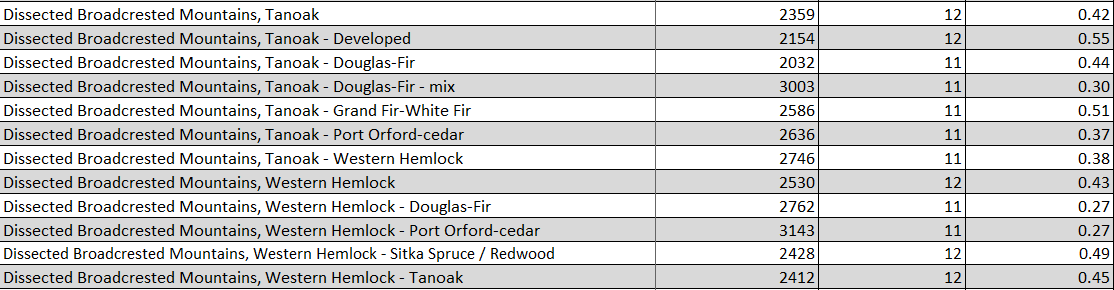 Dissected Broadcrested Mountains, Tanoak 2359 12 0.42
Dissected Broadcrested Mountains, Tanoak - Developed 2154 12 0.55
Dissected Broadcrested Mountains, Tanoak - Douglas-Fir 2032 11 0.44
Dissected Broadcrested Mountains, Tanoak - Douglas-Fir - mix 3003 11 0.30
Dissected Broadcrested Mountains, Tanoak - Grand Fir-White Fir 2586 11 0.51
Dissected Broadcrested Mountains, Tanoak - Port Orford-cedar 2636 11 0.37
Dissected Broadcrested Mountains, Tanoak - Western Hemlock 2746 11 0.38
Dissected Broadcrested Mountains, Western Hemlock 2530 12 0.43
Dissected Broadcrested Mountains, Western Hemlock - Douglas-Fir 2762 11 0.27
Dissected Broadcrested Mountains, Western Hemlock - Port Orford-cedar 3143 11 0.27
Dissected Broadcrested Mountains, Western Hemlock - Sitka Spruce / Redwood 2428 12 0.49
Dissected Broadcrested Mountains, Western Hemlock - Tanoak 2412 12 0.45